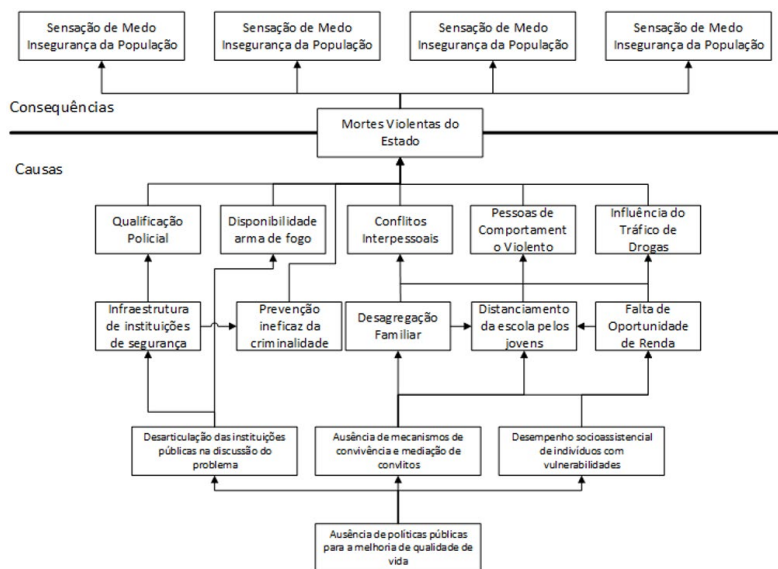 Sensação de Medo
Insegurança da População
Sensação de Medo
Insegurança da População
Sensação de Medo
Insegurança da População
Sensação de Medo
Insegurança da População
Consequências
Mortes Violentas do
Estado
Causas
Qualificação
Policial
Disponibilidade
arma de fogo
Conflitos
Interpessoais
Pessoas de
Comportament
o Violento
Influência do
Tráfico de
Drogas
Infraestrutura
de instituições
de segurança
Prevenção
ineficaz da
criminalidade
Desagregação
Familiar
Distanciamento
da escola pelos
jovens
Falta de
Oportunidade
de Renda
Desarticulação das instituições
públicas na discussão do
problema
Ausência de mecanismos de
convivência e mediação de
convlitos
Desempenho socioassistencial
de indivíduos com
vulnerabilidades
Ausência de políticas públicas
para a melhoria de qualidade de
vida